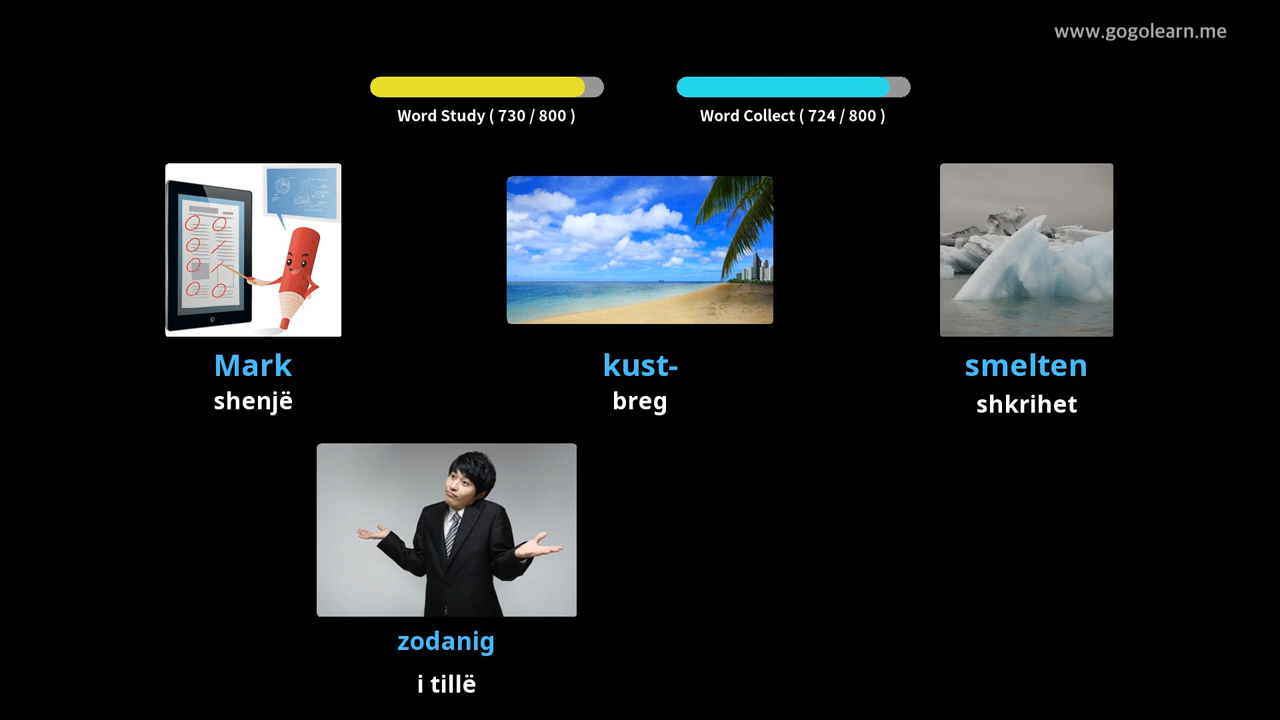 www.gogolearn.me
Word Study ( 730 / 800 )
Word Collect ( 724 / 800 )
Mark
shenjë
kust-
breg
smelten
shkrihet
zodanig
i tillë